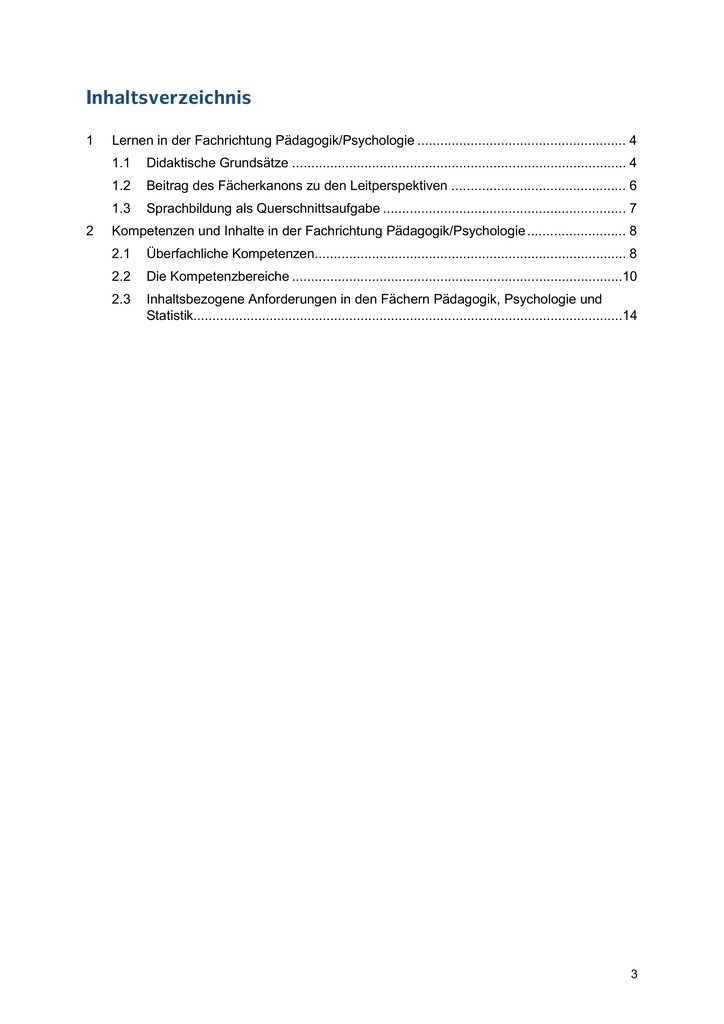 Inhaltsverzeichnis
1 Lernen in der Fachrichtung Pädagogik/Psychologie ....................................................... 4
1.1 Didaktische Grundsätze ........................................................................................ 4
1.2 Beitrag des Fächerkanons zu den Leitperspektiven .............................................. 6
1.3 Sprachbildung als Querschnittsaufgabe ................................................................ 7
2 Kompetenzen und Inhalte in der Fachrichtung Pädagogik/Psychologie .......................... 8
2.1 Überfachliche Kompetenzen.................................................................................. 8
2.2 Die Kompetenzbereiche .......................................................................................10
2.3 Inhaltsbezogene Anforderungen in den Fächern Pädagogik, Psychologie und
Statistik.................................................................................................................14
3